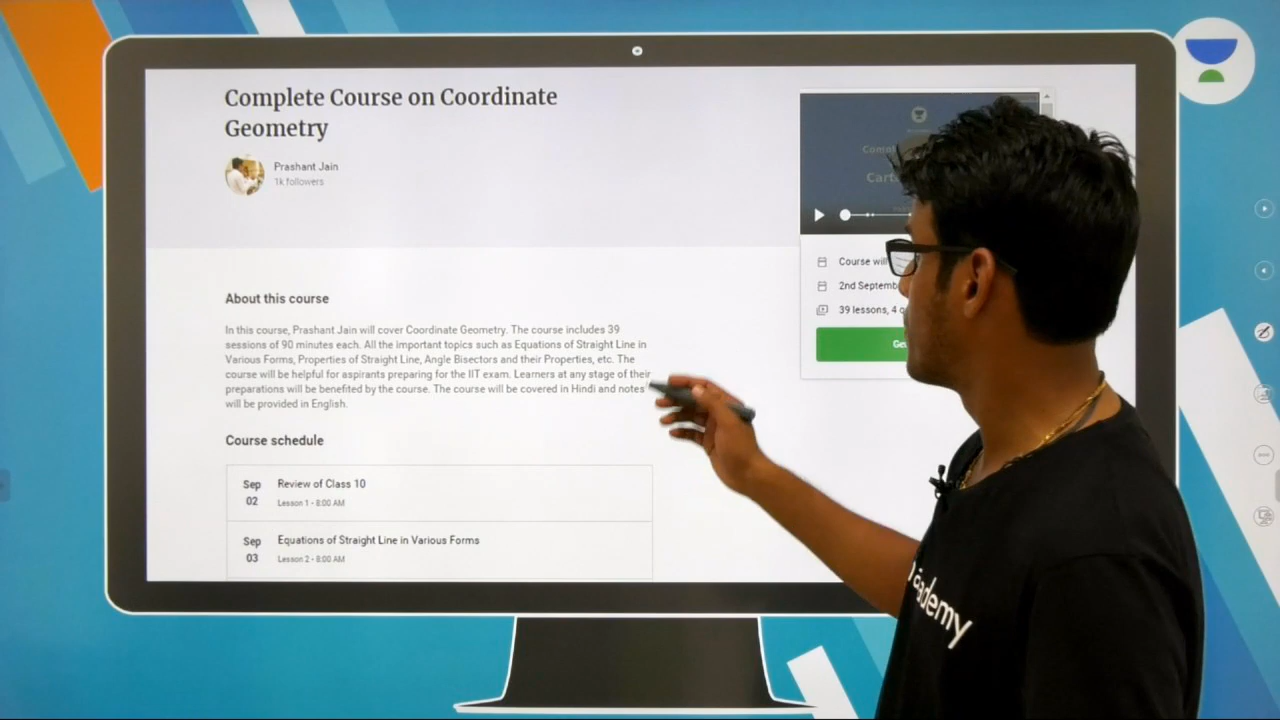 Complete Course on Coordinate
Geometry
Prashant Jain
1k followers
Course will
2nd Septemb
39 lessons, 4
About this course
In this course, Prashant Jain will cover Coordinate Geometry. The course includes 39
sessions of 90 minutes each. All the important topics such as Equations of Straight Line in
Various Forms, Properties of Straight Line, Angle Bisectors and their Properties, etc. The
course will be helpful for aspirants preparing for the IIT exam. Learners at any stage of their
preparations will be benefited by the course. The course will be covered in Hindi and notes
will be provided in English.
Course schedule
Sep
02
Review of Class 10
Lesson 1 - 8:00 AM
Sep
03
Equations of Straight Line in Various Forms
Lesson 2 - 8:00 AM
ademy